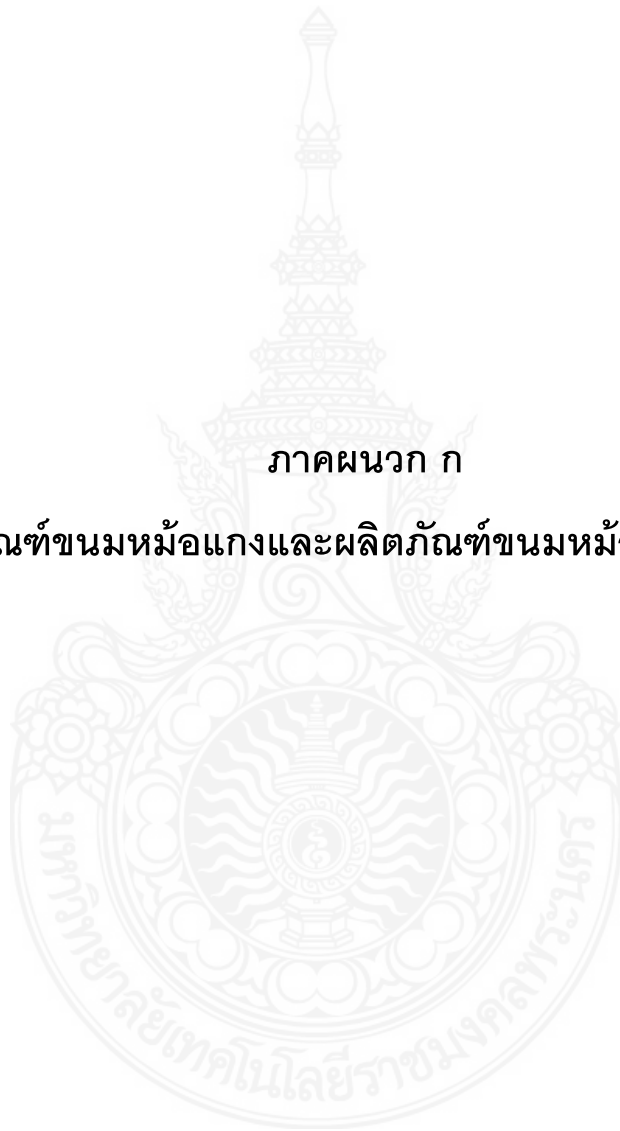 ภาคผนวก ก
ณฑ์ขนมหม้อแกงและผลิตภัณฑ์ขนมหม้
มหาวิทยาลัยเทคโนโลยีราชมงคลพระนคร